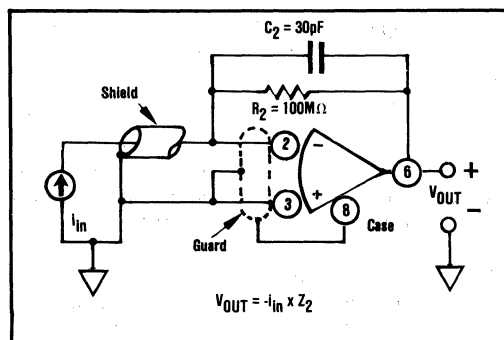 C₂ = 30pF
Shield
R₂ = 100MΩ
2
−
6
+
VOUT
−
3
+
8
Case
iin
Guard
VOUT = -iin x Z₂